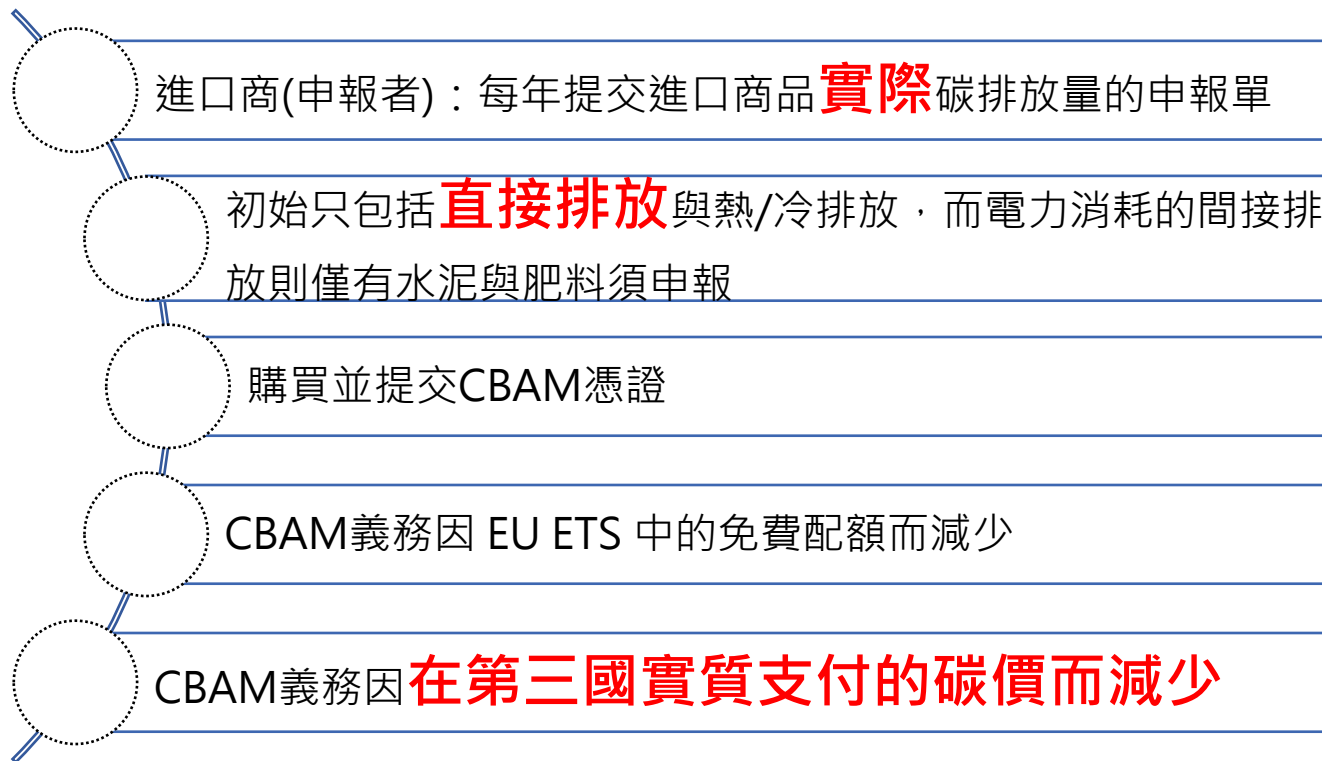 進口商(申報者)：每年提交進口商品實際碳排放量的申報單
初始只包括直接排放與熱/冷排放，而電力消耗的間接排
放則僅有水泥與肥料須申報
購買並提交CBAM憑證
CBAM義務因 EU ETS 中的免費配額而減少
CBAM義務因在第三國實質支付的碳價而減少